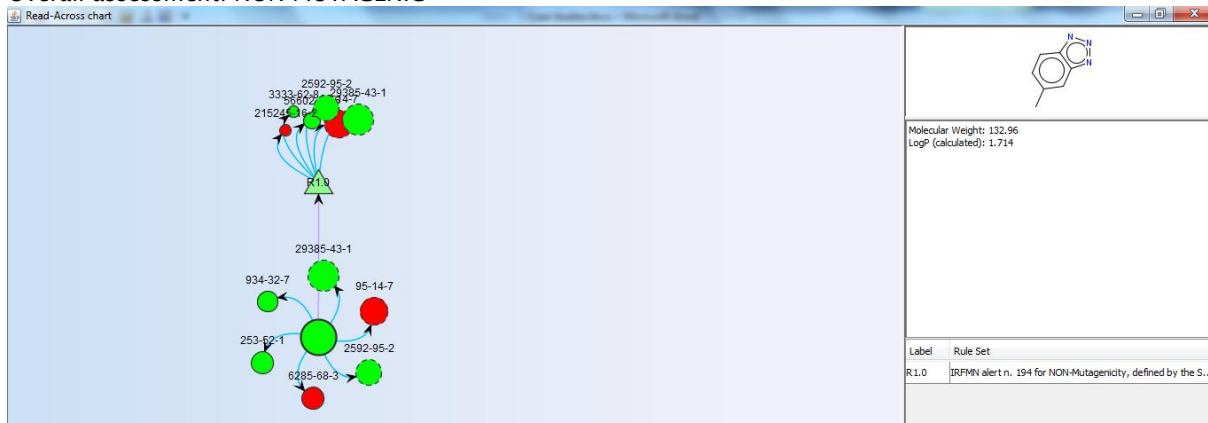 Read-Across chart
2592-95-2
3333-62-8
29385-43-1
R1.0
29385-43-1
934-32-7
95-14-7
253-52-1
2592-95-2
6285-68-3
N
N
N
Molecular Weight: 132.96
LogP (calculated): 1.714
Label Rule Set
R1.0 IRFMN alert n. 194 for NON-Mutagenicity, defined by the S..